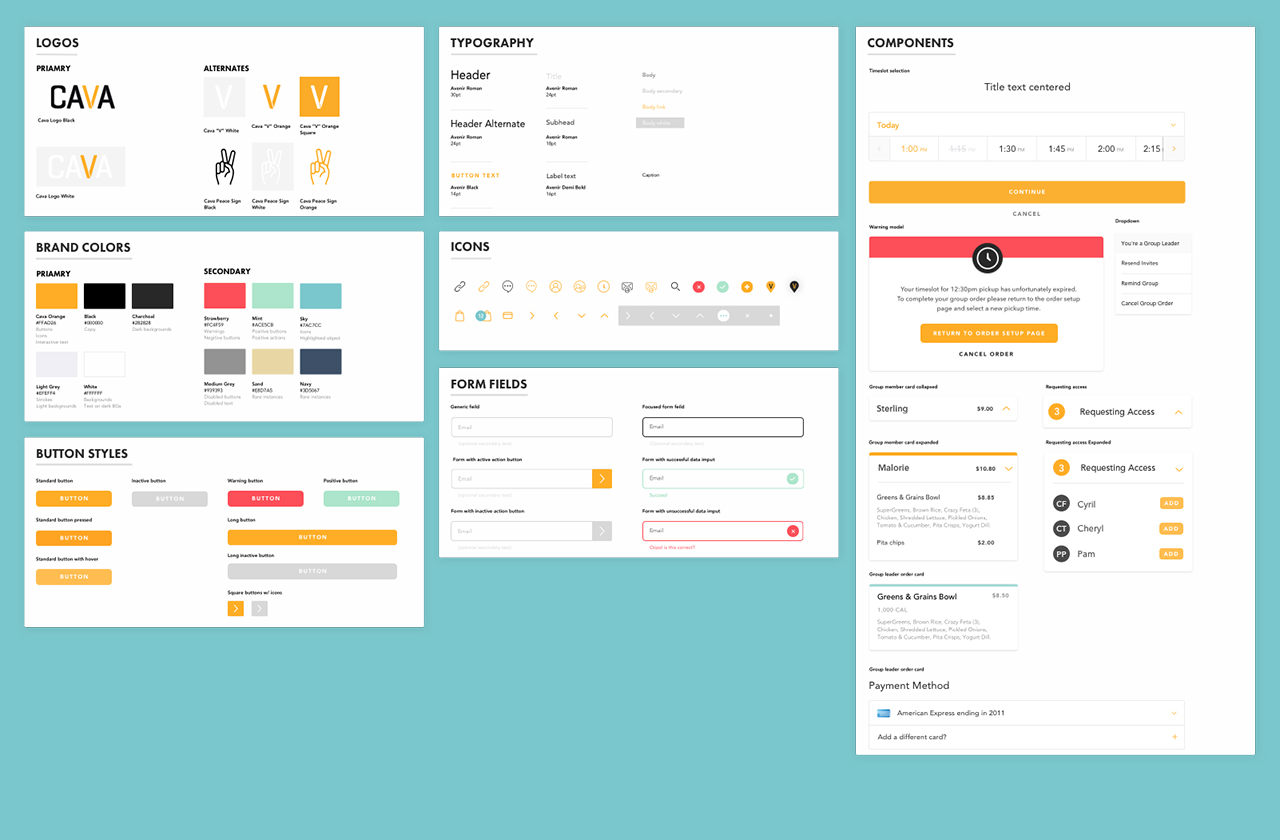 LOGOS
PRIAMRY
CAVA
Cava Logo Black
CAVA
Cava Logo White
ALTERNATES
V
V
V
Cava "V" White
Cava "V" Orange
Cava "V" Orange
Square
Cava Peace Sign
Black
Cava Peace Sign
White
Cava Peace Sign
Orange
BRAND COLORS
PRIAMRY
Cava Orange
#FFAD26
Buttons
Icons
Interactive text
Black
#000000
Copy
Charchoal
#282828
Dark backgrounds
Light Grey
#EFEFF4
Strokes
Light backgrounds
White
#FFFFFF
Backgrounds
Text on dark BGs
SECONDARY
Strawberry
#FC4F59
Warnings
Negtive buttons
Mint
#ACE5CB
Positive buttons
Positive actions
Sky
#7AC7CC
Icons
Highlighted object
Medium Grey
#939393
Disabled buttons
Disabled text
Sand
#E8D7A5
Rare instances
Navy
#3D5067
Rare instances
BUTTON STYLES
Standard button
BUTTON
Inactive button
BUTTON
Warning button
BUTTON
Positive button
BUTTON
Standard button pressed
BUTTON
Long button
BUTTON
Standard button with hover
BUTTON
Long inactive button
BUTTON
Square buttons w/ icons
TYPOGRAPHY
Header
Avenir Roman
30pt
Title
Avenir Roman
24pt
Body
Body secondary
Body link
Body white
Header Alternate
Avenir Roman
24pt
Subhead
Avenir Roman
18pt
BUTTON TEXT
Avenir Black
14pt
Label text
Avenir Demi Bold
16pt
Caption
ICONS
V
V
12
FORM FIELDS
Generic feild
Email
(Optional secondary text)
Focused form feild
Email
(Optional secondary text)
Form with active action button
Email
(optional secondary text)
Form with successful data imput
Email
Success!
Form with inactive action button
Email
(optional secondary text)
Form with unsuccessful data imput
Email
Oops! is this correct?
COMPONENTS
Timeslot selection
Title text centered
Today
1:00 PM
1:15 PM
1:30 PM
1:45 PM
2:00 PM
2:15
CONTINUE
CANCEL
Warning model
Your timeslot for 12:30pm pickup has unfortunately expired.
To complete your group order please return to the order setup
page and select a new pickup time.
RETURN TO ORDER SETUP PAGE
CANCEL ORDER
Dropdown
You're a Group Leader
Resend Invites
Remind Group
Cancel Group Order
Group member card collapsed
Sterling
$9.00
Requesting access
3
Requesting Access
Group member card expanded
Malorie
$10.80
Greens & Grains Bowl
$8.85
SuperGreens, Brown Rice, Crazy Feta (3),
Chicken, Shredded Lettuce, Pickled Onions,
Tomato & Cucumber, Pita Crisps, Yogurt Dill.
Pita chips
$2.00
Requesting access Expanded
3
Requesting Access
CF
Cyril
ADD
CT
Cheryl
ADD
PP
Pam
ADD
Group leader order card
Greens & Grains Bowl
$8.50
1,000 CAL
SuperGreens, Brown Rice, Crazy Feta (3),
Chicken, Shredded Lettuce, Pickled Onions,
Tomato & Cucumber, Pita Crisps, Yogurt Dill.
Group leader order card
Payment Method
American Express ending in 2011
Add a different card?